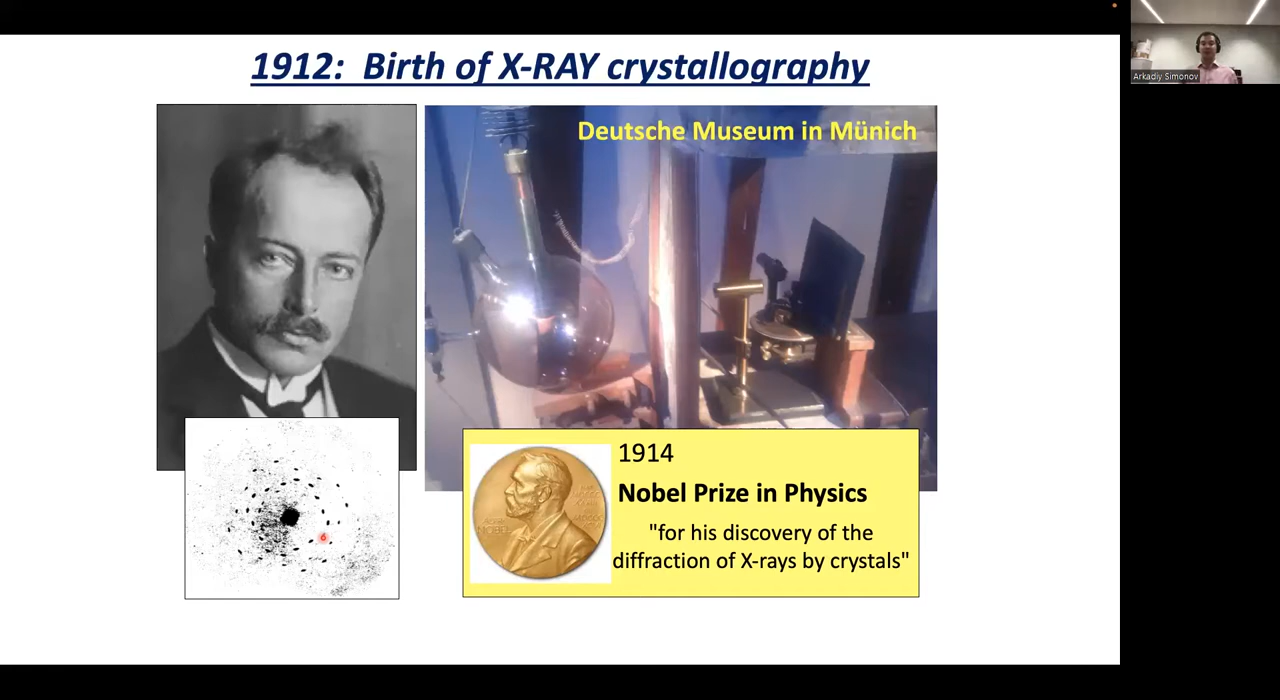 1912:  Birth of X-RAY crystallography
Arkadiy Simonov
Deutsche Museum in Münich
1914
Nobel Prize in Physics
"for his discovery of the
diffraction of X-rays by crystals"